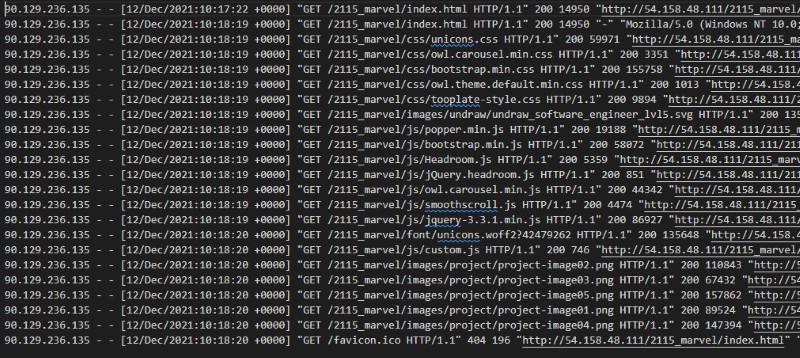 90.129.236.135 - - [12/Dec/2021:10:17:22 +0000] "GET /2115_marvel/index.html HTTP/1.1" 200 14950 "http://54.158.48.111/2115_marvel/
90.129.236.135 - - [12/Dec/2021:10:18:19 +0000] "GET /2115_marvel/index.html HTTP/1.1" 200 14950 "-" "Mozilla/5.0 (Windows NT 10.0;
90.129.236.135 - - [12/Dec/2021:10:18:19 +0000] "GET /2115_marvel/css/unicons.css HTTP/1.1" 200 59971 "http://54.158.48.111/2115_mar
90.129.236.135 - - [12/Dec/2021:10:18:19 +0000] "GET /2115_marvel/css/owl.carousel.min.css HTTP/1.1" 200 3351 "http://54.158.48.111/
90.129.236.135 - - [12/Dec/2021:10:18:19 +0000] "GET /2115_marvel/css/bootstrap.min.css HTTP/1.1" 200 155758 "http://54.158.48.111/
90.129.236.135 - - [12/Dec/2021:10:18:19 +0000] "GET /2115_marvel/css/owl.theme.default.min.css HTTP/1.1" 200 1013 "http://54.158.48
90.129.236.135 - - [12/Dec/2021:10:18:19 +0000] "GET /2115_marvel/css/tooplate-style.css HTTP/1.1" 200 9894 "http://54.158.48.111/2
90.129.236.135 - - [12/Dec/2021:10:18:19 +0000] "GET /2115_marvel/images/undraw/undraw_software_engineer_lvl5.svg HTTP/1.1" 200 135
90.129.236.135 - - [12/Dec/2021:10:18:19 +0000] "GET /2115_marvel/js/popper.min.js HTTP/1.1" 200 19188 "http://54.158.48.111/2115_ma
90.129.236.135 - - [12/Dec/2021:10:18:19 +0000] "GET /2115_marvel/js/bootstrap.min.js HTTP/1.1" 200 58072 "http://54.158.48.111/2115
90.129.236.135 - - [12/Dec/2021:10:18:19 +0000] "GET /2115_marvel/js/Headroom.js HTTP/1.1" 200 5359 "http://54.158.48.111/2115_marve
90.129.236.135 - - [12/Dec/2021:10:18:19 +0000] "GET /2115_marvel/js/jQuery.headroom.js HTTP/1.1" 200 851 "http://54.158.48.111/2115
90.129.236.135 - - [12/Dec/2021:10:18:19 +0000] "GET /2115_marvel/js/owl.carousel.min.js HTTP/1.1" 200 44342 "http://54.158.48.111/
90.129.236.135 - - [12/Dec/2021:10:18:19 +0000] "GET /2115_marvel/js/smoothscroll.js HTTP/1.1" 200 4474 "http://54.158.48.111/2115_m
90.129.236.135 - - [12/Dec/2021:10:18:19 +0000] "GET /2115_marvel/js/jquery-3.3.1.min.js HTTP/1.1" 200 86927 "http://54.158.48.111/
90.129.236.135 - - [12/Dec/2021:10:18:20 +0000] "GET /2115_marvel/font/unicons.woff2?42479262 HTTP/1.1" 200 135648 "http://54.158.48
90.129.236.135 - - [12/Dec/2021:10:18:20 +0000] "GET /2115_marvel/js/custom.js HTTP/1.1" 200 746 "http://54.158.48.111/2115_marvel/
90.129.236.135 - - [12/Dec/2021:10:18:20 +0000] "GET /2115_marvel/images/project/project-image02.png HTTP/1.1" 200 110843 "http://5
90.129.236.135 - - [12/Dec/2021:10:18:20 +0000] "GET /2115_marvel/images/project/project-image03.png HTTP/1.1" 200 67432 "http://54
90.129.236.135 - - [12/Dec/2021:10:18:20 +0000] "GET /2115_marvel/images/project/project-image05.png HTTP/1.1" 200 157862 "http://5
90.129.236.135 - - [12/Dec/2021:10:18:20 +0000] "GET /2115_marvel/images/project/project-image01.png HTTP/1.1" 200 89524 "http://54
90.129.236.135 - - [12/Dec/2021:10:18:20 +0000] "GET /2115_marvel/images/project/project-image04.png HTTP/1.1" 200 147394 "http://5
90.129.236.135 - - [12/Dec/2021:10:18:20 +0000] "GET /favicon.ico HTTP/1.1" 404 196 "http://54.158.48.111/2115_marvel/index.html" "